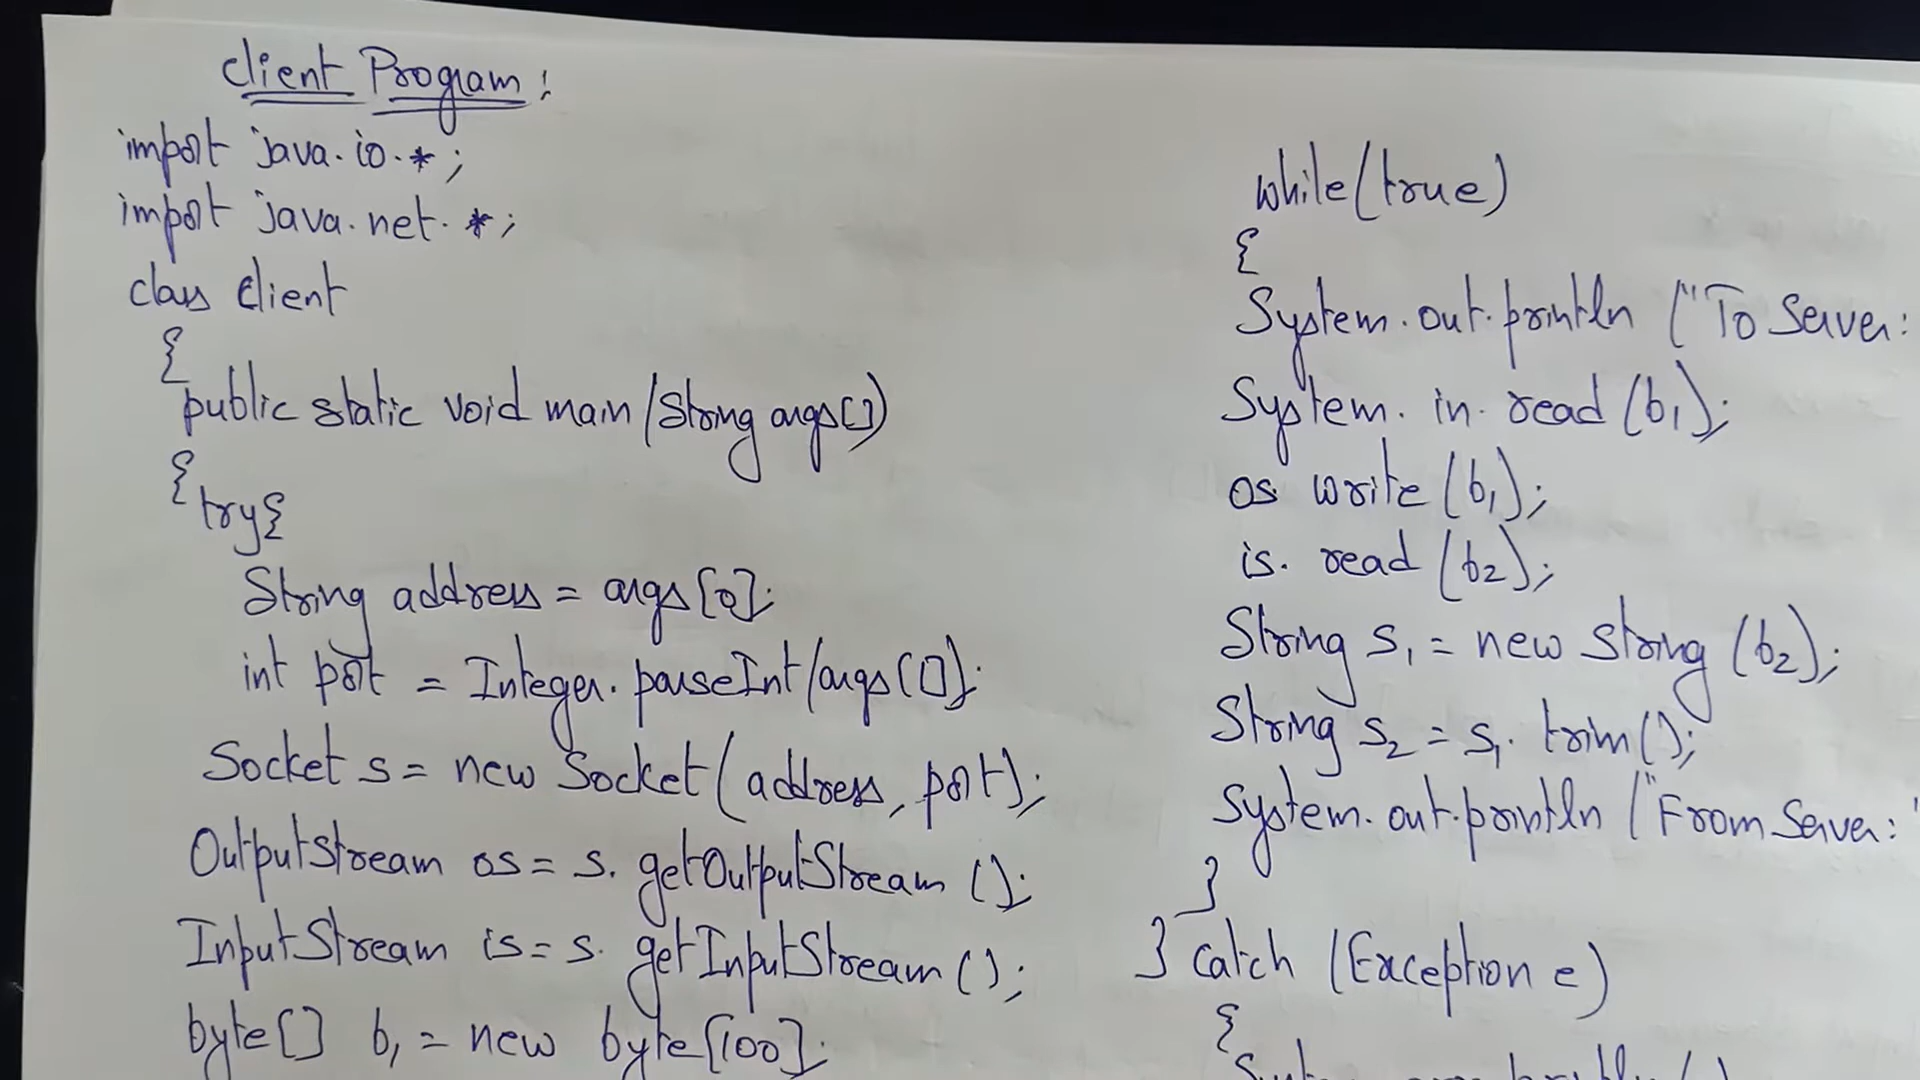 Client Program:
import java.io.*;
import java.net.*;
class Client
{
public static void main(String args[])
{ try{
String address = args[0];
int port = Integer.parseInt(args[1]);
Socket s = new Socket(address, port);
OutputStream os = s.getOutputStream();
InputStream is = s.getInputStream();
byte[] b1 = new byte[100];
while(true)
{
System.out.println("To Server:
System.in.read(b1);
os write(b1);
is.read(b2);
String s1 = new String(b2);
String s2 = s1.trim();
System.out.println("From Server:"
}
} catch (Exception e)
{